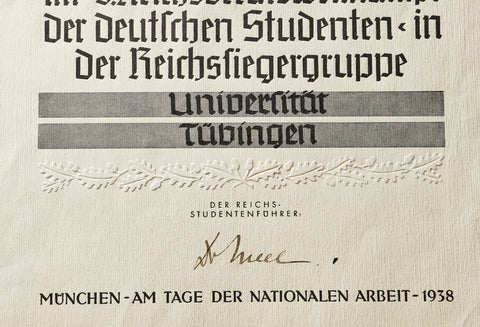 der deutschen Studenten‹in
der Reichssiegergruppe
Universität
Tübingen
DER REICHS-
STUDENTENFÜHRER:
MÜNCHEN - AM TAGE DER NATIONALEN ARBEIT - 1938